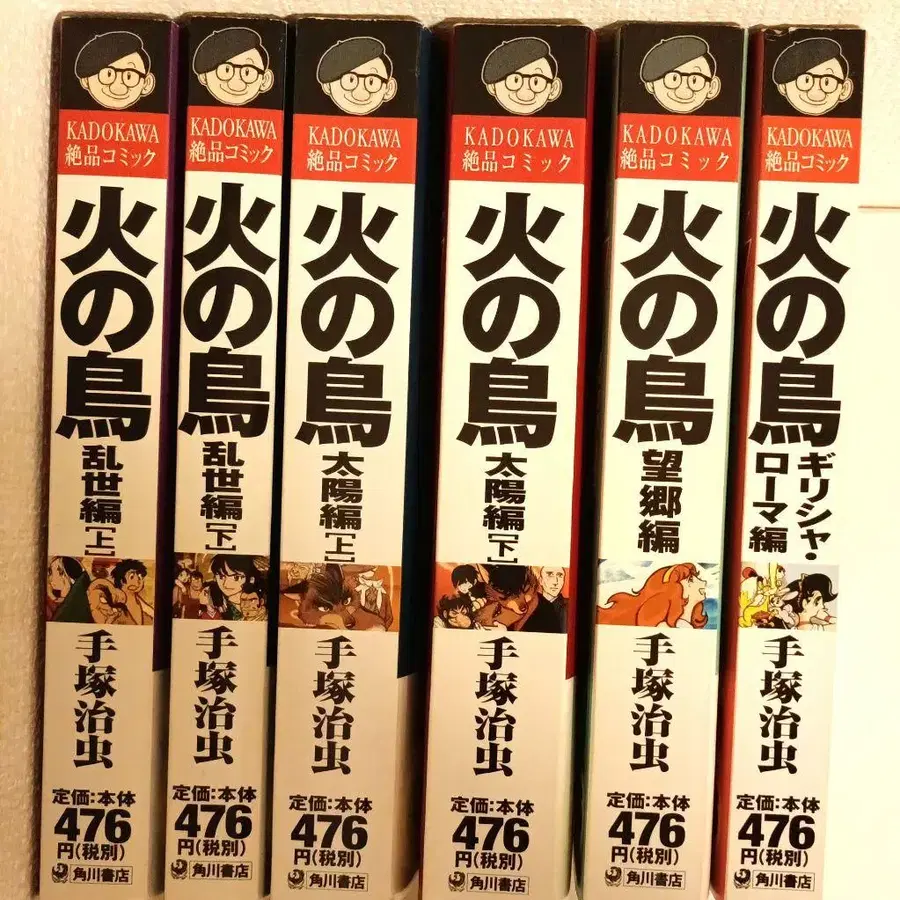 KADOKAWA
絶品コミック
火の鳥
乱世編[上]
手塚治虫
定価:本体
476
円(税別)
角川書店
KADOKAWA
絶品コミック
火の鳥
乱世編[下]
手塚治虫
定価:本体
476
円(税別)
角川書店
KADOKAWA
絶品コミック
火の鳥
太陽編[上]
手塚治虫
定価:本体
476
円(税別)
角川書店
KADOKAWA
絶品コミック
火の鳥
太陽編[下]
手塚治虫
定価:本体
476
円(税別)
角川書店
KADOKAWA
絶品コミック
火の鳥
望郷編
手塚治虫
定価:本体
476
円(税別)
角川書店
KADOKAWA
絶品コミック
火の鳥
ギリシャ・
ローマ編
手塚治虫
定価:本体
476
円(税別)
角川書店